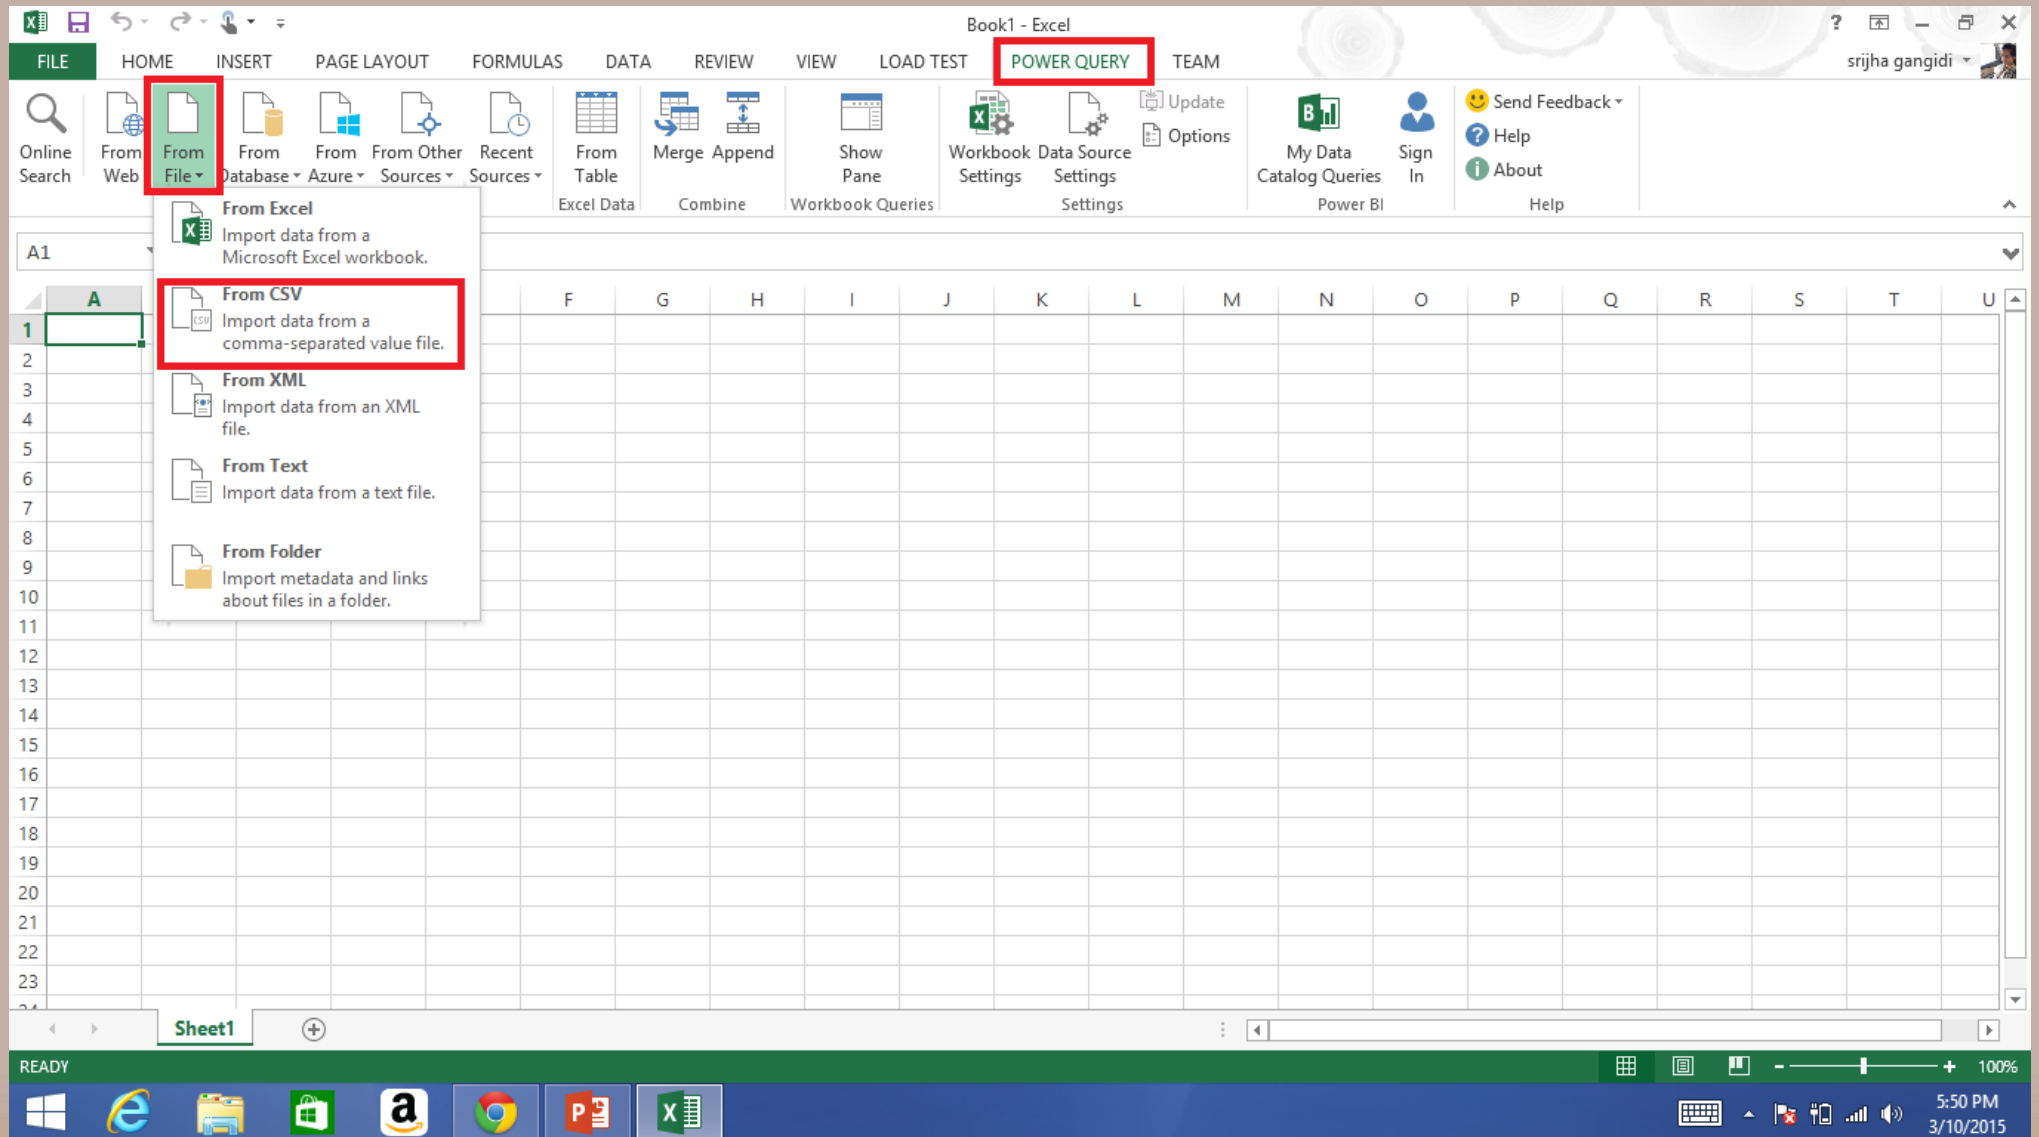 Book1 - Excel
?
FILE HOME INSERT PAGE LAYOUT FORMULAS DATA REVIEW VIEW LOAD TEST POWER QUERY TEAM srijha gangidi
Online Search
From Web
From File
From Database
From Azure
From Other Sources
Recent Sources
From Table
Merge
Append
Show Pane
Workbook Settings
Data Source Settings
Update
Options
My Data Catalog Queries
Sign In
Send Feedback
Help
About
Excel Data Combine Workbook Queries Settings Power BI Help
From Excel
Import data from a
Microsoft Excel workbook.
From CSV
CSV
Import data from a
comma-separated value file.
From XML
Import data from an XML
file.
From Text
Import data from a text file.
From Folder
Import metadata and links
about files in a folder.
A1
A F G H I J K L M N O P Q R S T U
1
2
3
4
5
6
7
8
9
10
11
12
13
14
15
16
17
18
19
20
21
22
23
Sheet1
READY 100%
5:50 PM
3/10/2015